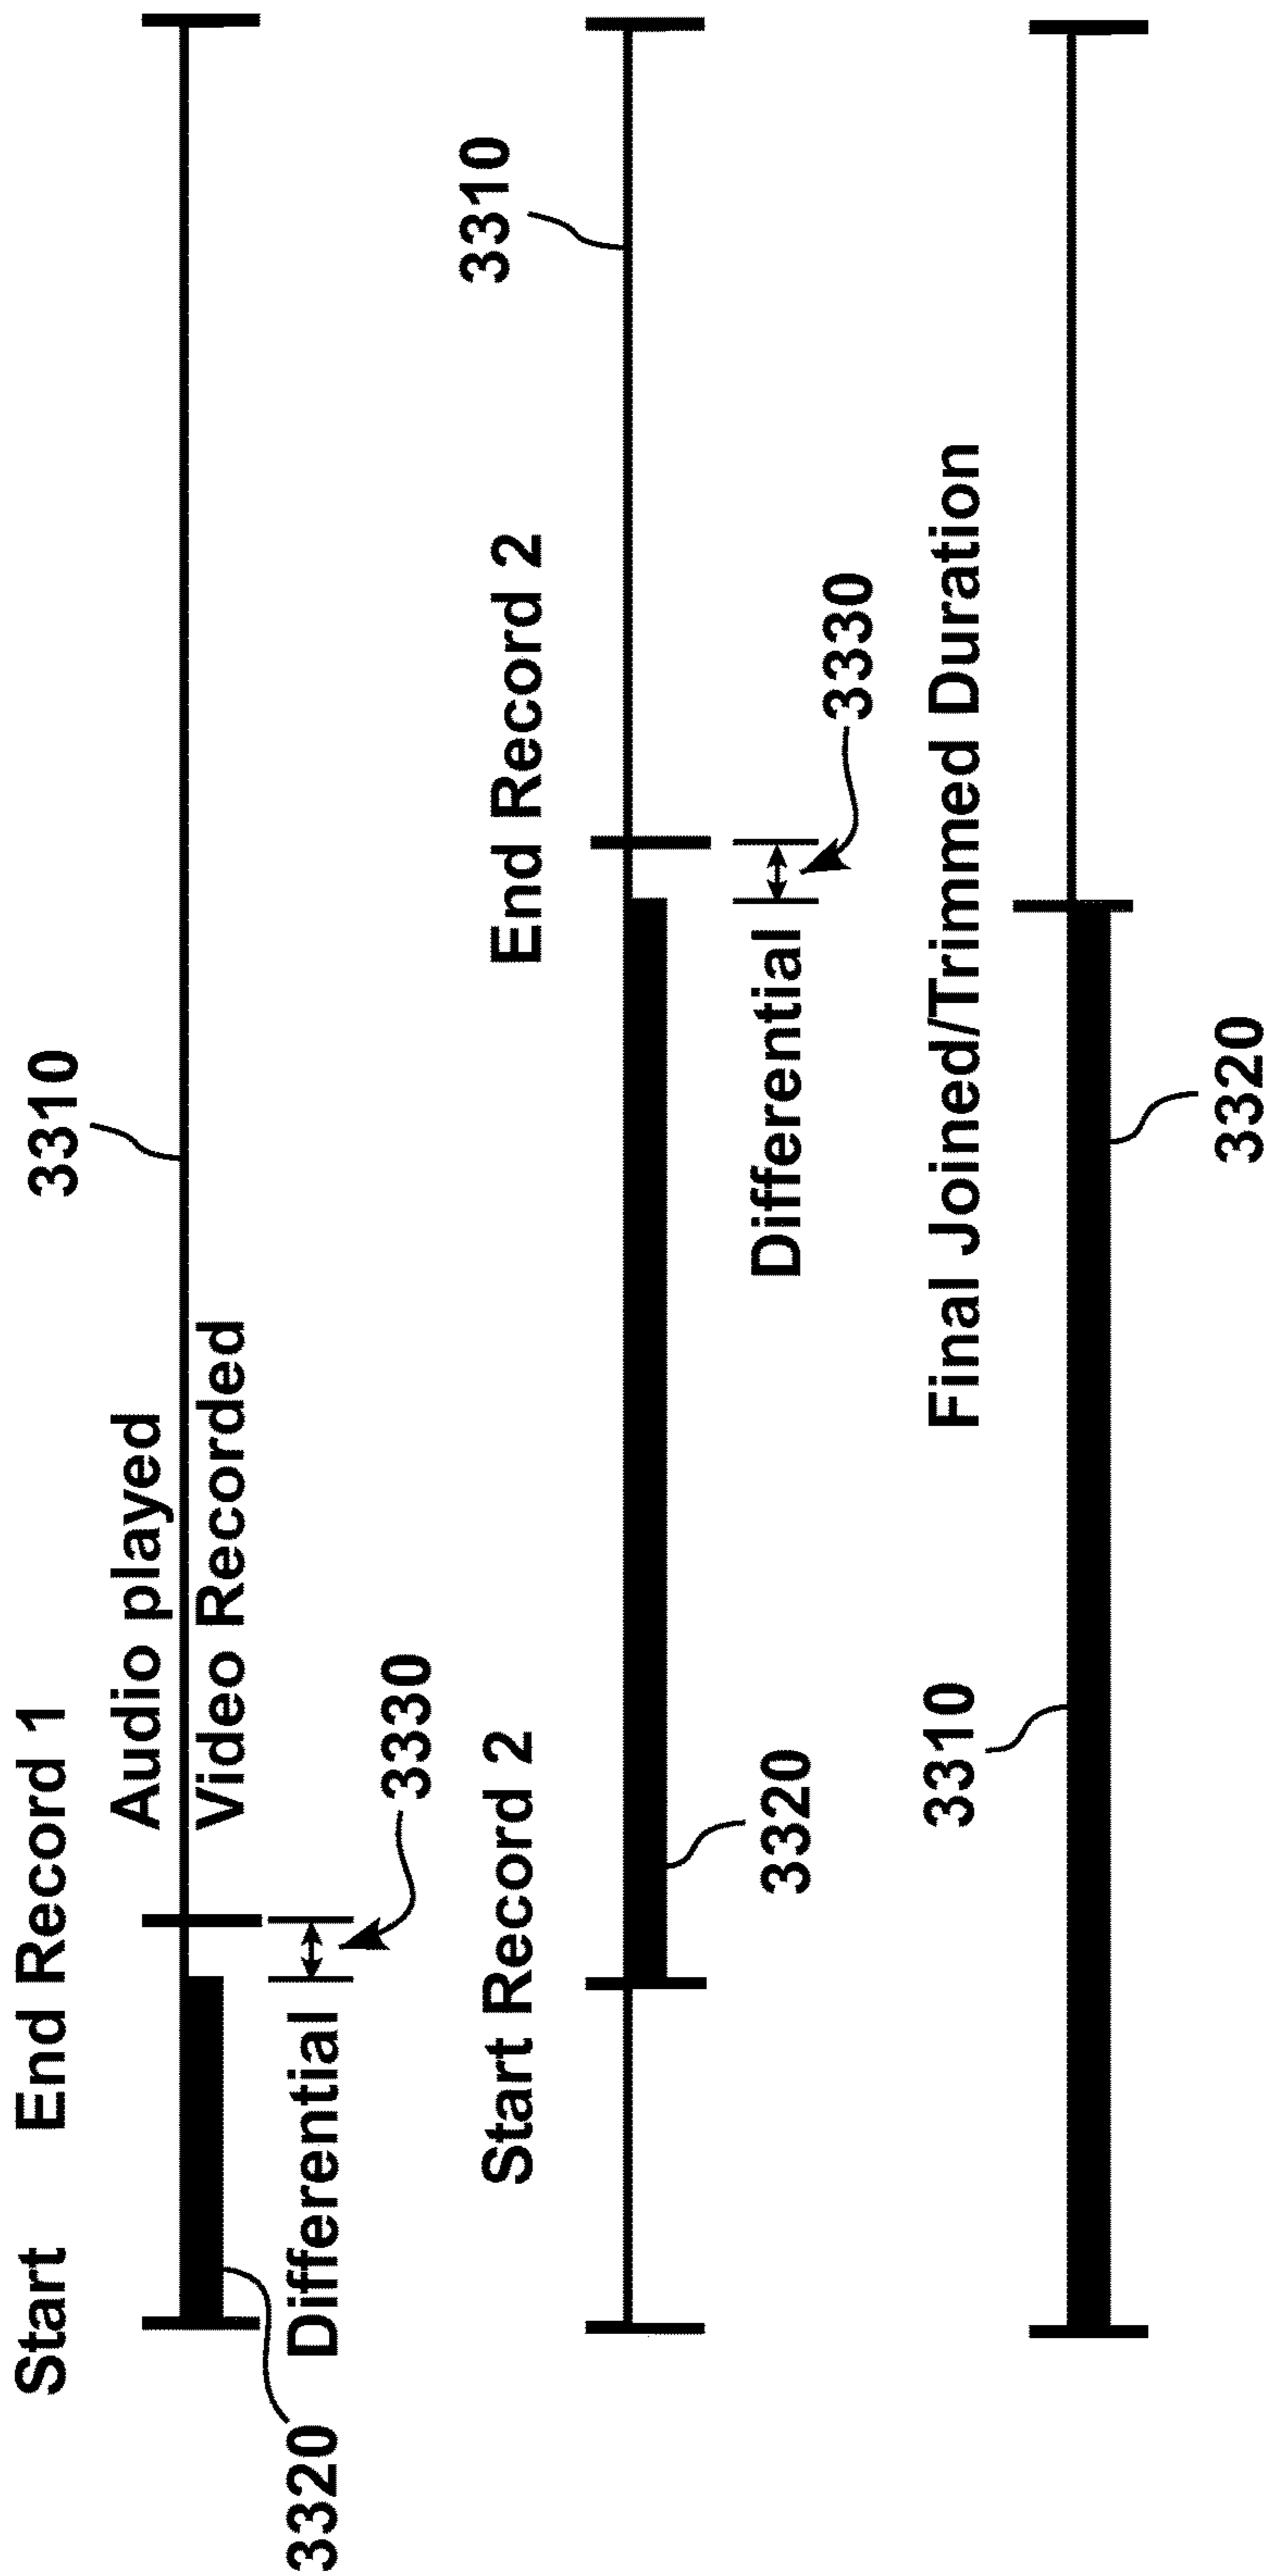 Start
End Record 1
3310
Audio played
Video Recorded
3320
Differential
3330
Start Record 2
End Record 2
3310
3320
Differential
3330
3310
Final Joined/Trimmed Duration
3320